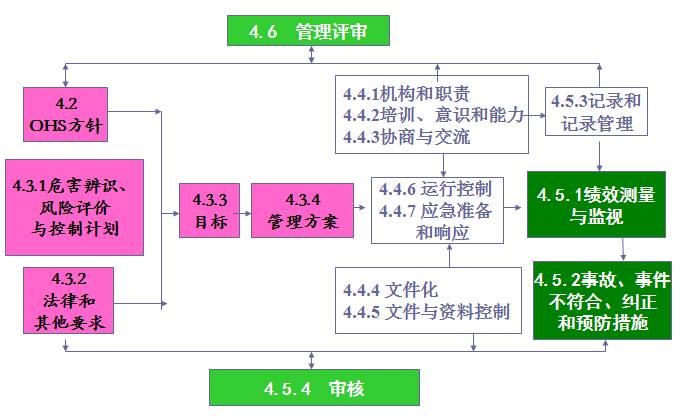 4.6 管理评审
4.2
OHS方针
4.4.1机构和职责
4.4.2培训、意识和能力
4.4.3协商与交流
4.5.3记录和
记录管理
4.3.1危害辨识、
风险评价
与控制计划
4.3.3
目标
4.3.4
管理方案
4.4.6 运行控制
4.4.7 应急准备
和响应
4.5.1绩效测量
与监视
4.3.2
法律和
其他要求
4.4.4 文件化
4.4.5 文件与资料控制
4.5.2事故、事件
不符合、纠正
和预防措施
4.5.4 审核